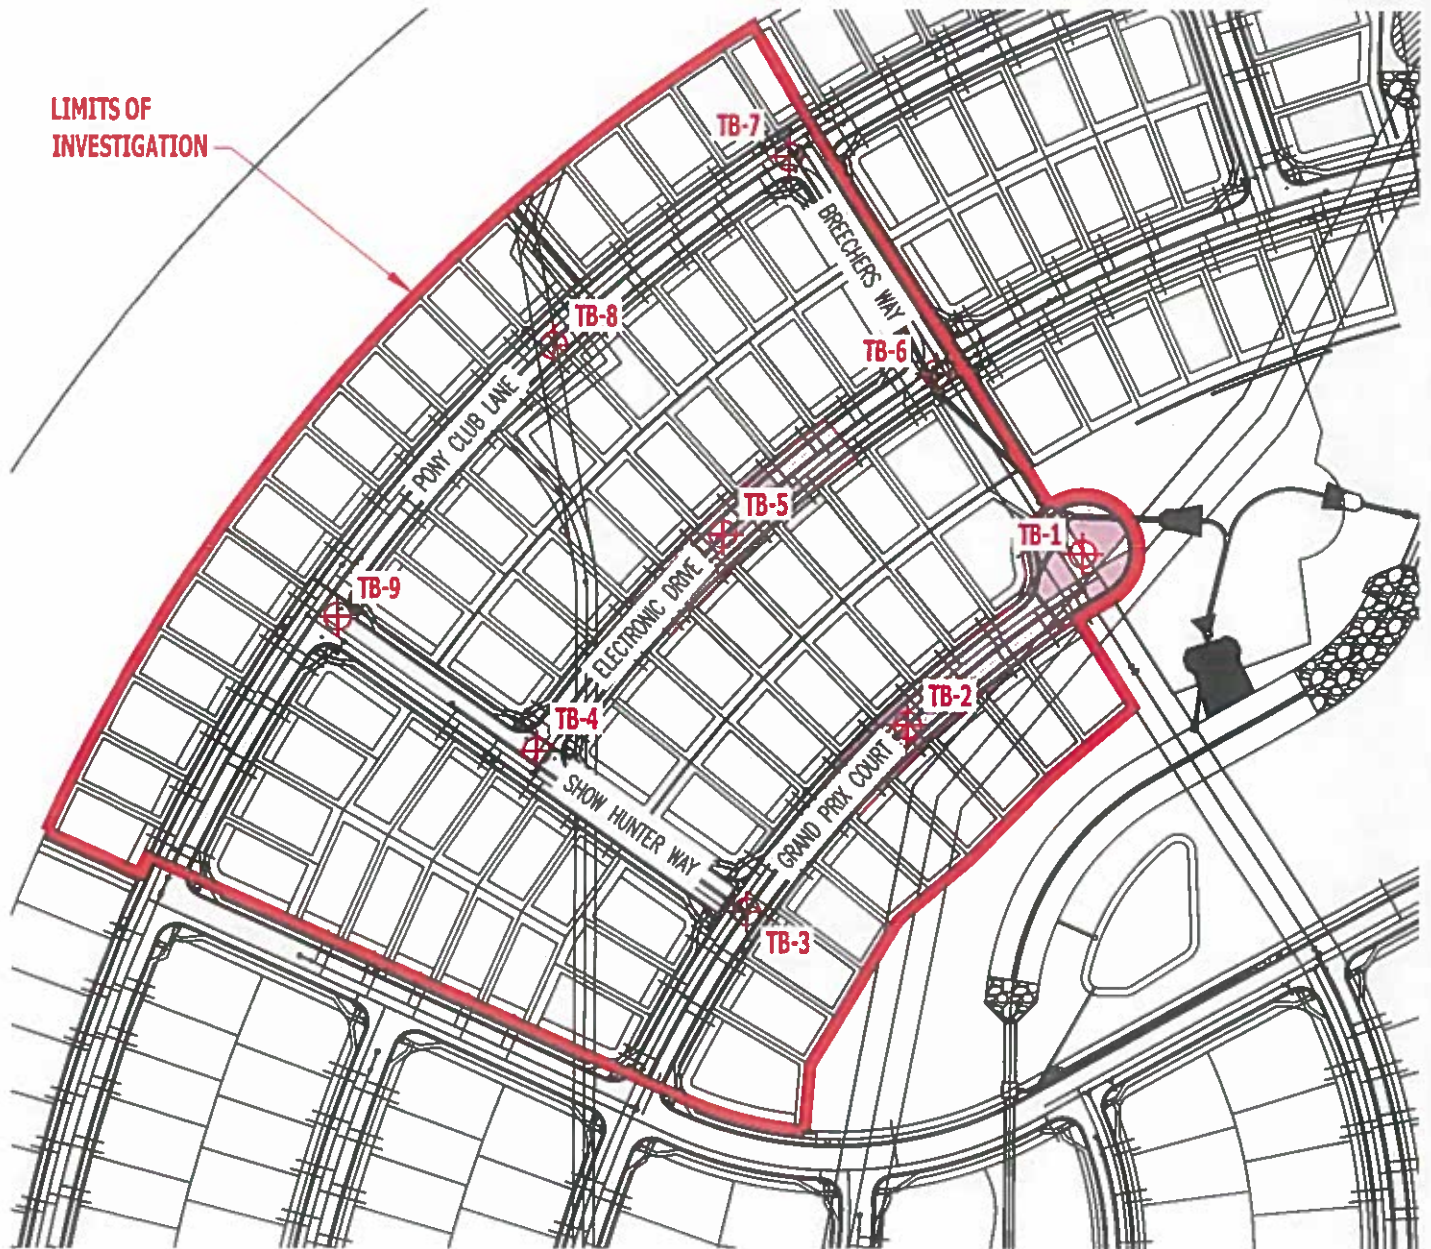 LIMITS OF
INVESTIGATION
TB-7
BREECHERS WAY
TB-8
TB-6
PONY CLUB LANE
TB-5
TB-1
TB-9
ELECTRONIC DRIVE
TB-2
TB-4
SHOW HUNTER WAY
GRAND PRIX COURT
TB-3